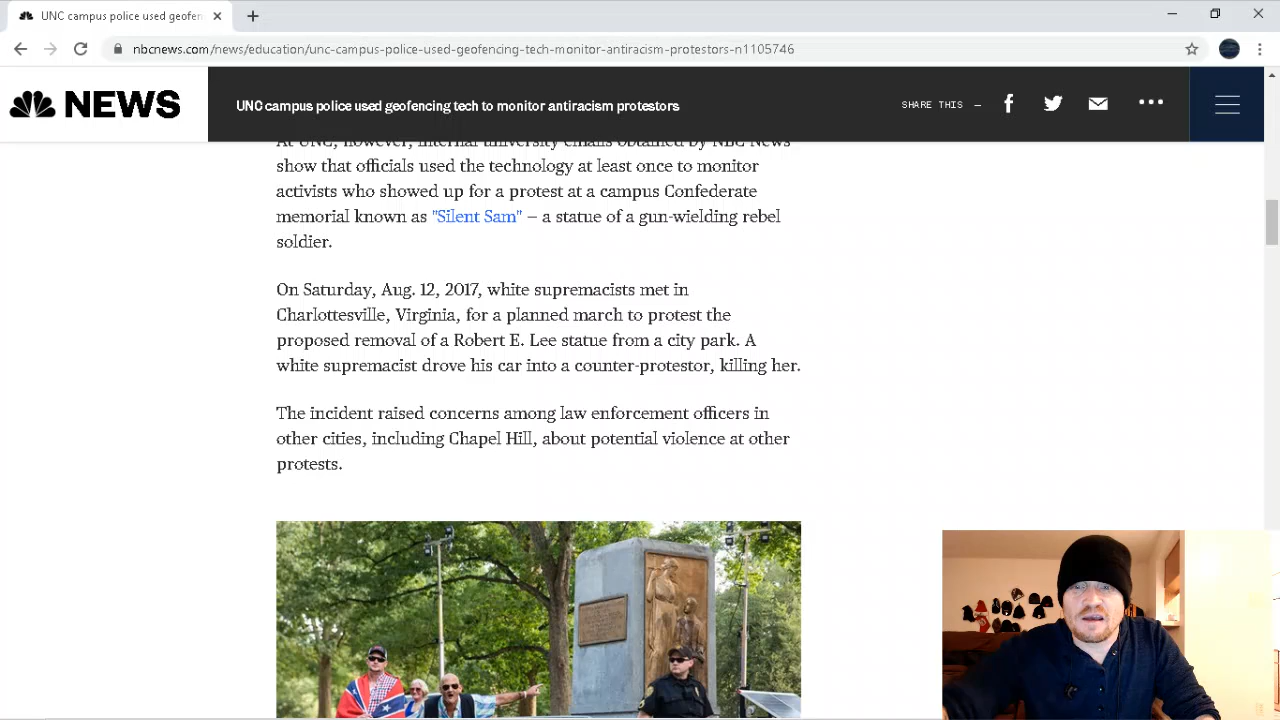 UNC campus police used geofen
nbcnews.com/news/education/unc-campus-police-used-geofencing-tech-monitor-antiracism-protestors-n1105746
NEWS
UNC campus police used geofencing tech to monitor antiracism protestors
SHARE THIS –
At UNC, however, internal university emails obtained by NBC News
show that officials used the technology at least once to monitor
activists who showed up for a protest at a campus Confederate
memorial known as "Silent Sam" – a statue of a gun-wielding rebel
soldier.
On Saturday, Aug. 12, 2017, white supremacists met in
Charlottesville, Virginia, for a planned march to protest the
proposed removal of a Robert E. Lee statue from a city park. A
white supremacist drove his car into a counter-protestor, killing her.
The incident raised concerns among law enforcement officers in
other cities, including Chapel Hill, about potential violence at other
protests.